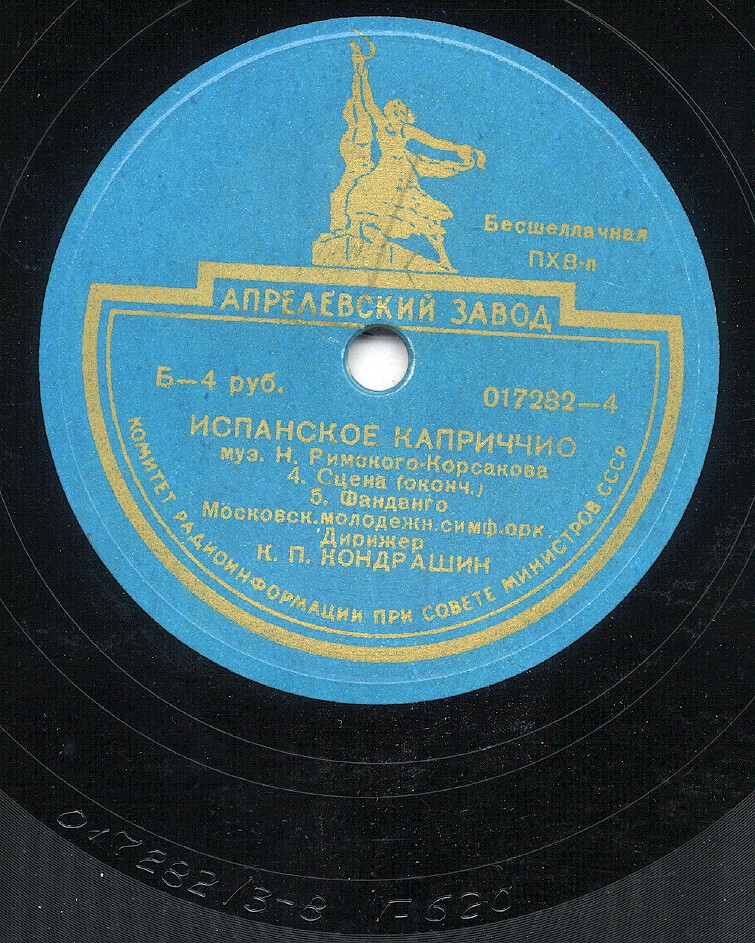 Бесшеллачная
ПХВ-л
АПРЕЛЕВСКИЙ ЗАВОД
Б—4 руб.
017282—4
ИСПАНСКОЕ КАПРИЧЧИО
муз. Н. Римского-Корсакова
4. Сцена (оконч.)
5. Фанданго
Московск.молодежн.симф.орк.
Дирижер
К. П. КОНДРАШИН
КОМИТЕТ РАДИОИНФОРМАЦИИ ПРИ СОВЕТЕ МИНИСТРОВ СССР
017282/3-8 Г-620